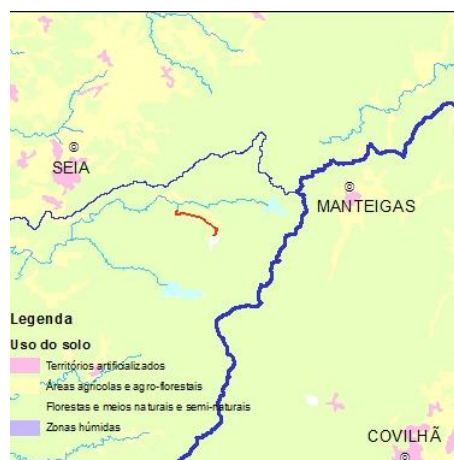 SEIA
MANTEIGAS
Legenda
Uso do solo
Territórios artificializados
Áreas agrícolas e agro-florestais
Florestas e meios naturais e semi-naturais
Zonas húmidas
COVILHÃ